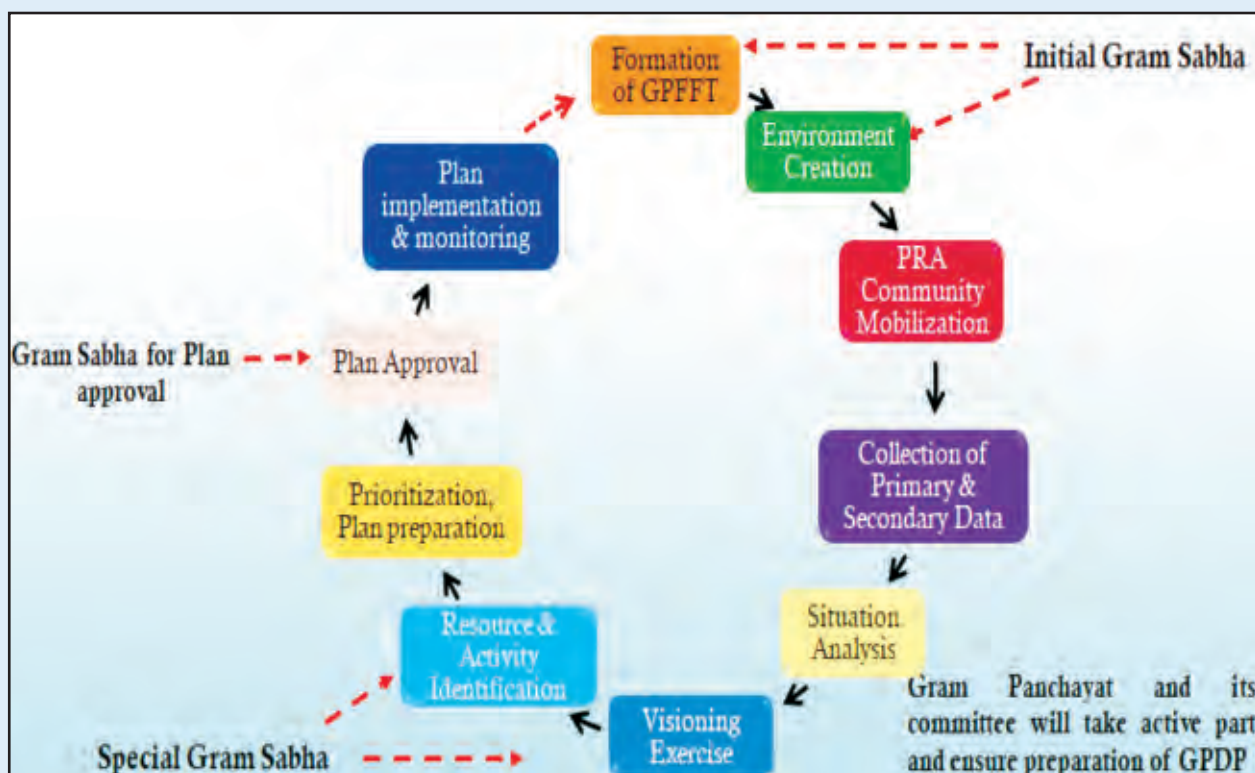 Formation
of GPFFT
Initial Gram Sabha
Environment
Creation
PRA
Community
Mobilization
Collection of
Primary &
Secondary Data
Situation
Analysis
Gram Panchayat and its
committee will take active part
and ensure preparation of GPDP
Visioning
Exercise
Special Gram Sabha
Resource &
Activity
Identification
Prioritization,
Plan preparation
Plan Approval
Gram Sabha for Plan
approval
Plan
implementation
& monitoring